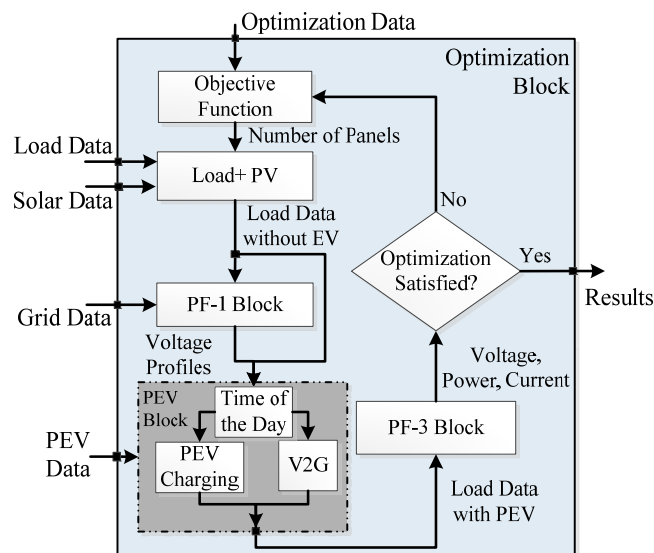 Optimization Data
Optimization
Block
Objective
Function
Number of Panels
Load Data
Load+ PV
Solar Data
No
Load Data
without EV
Optimization
Satisfied?
Yes
Results
PF-1 Block
Grid Data
Voltage
Profiles
Voltage,
Power, Current
PEV
Block
Time of
the Day
PF-3 Block
PEV
Data
PEV
Charging
V2G
Load Data
with PEV